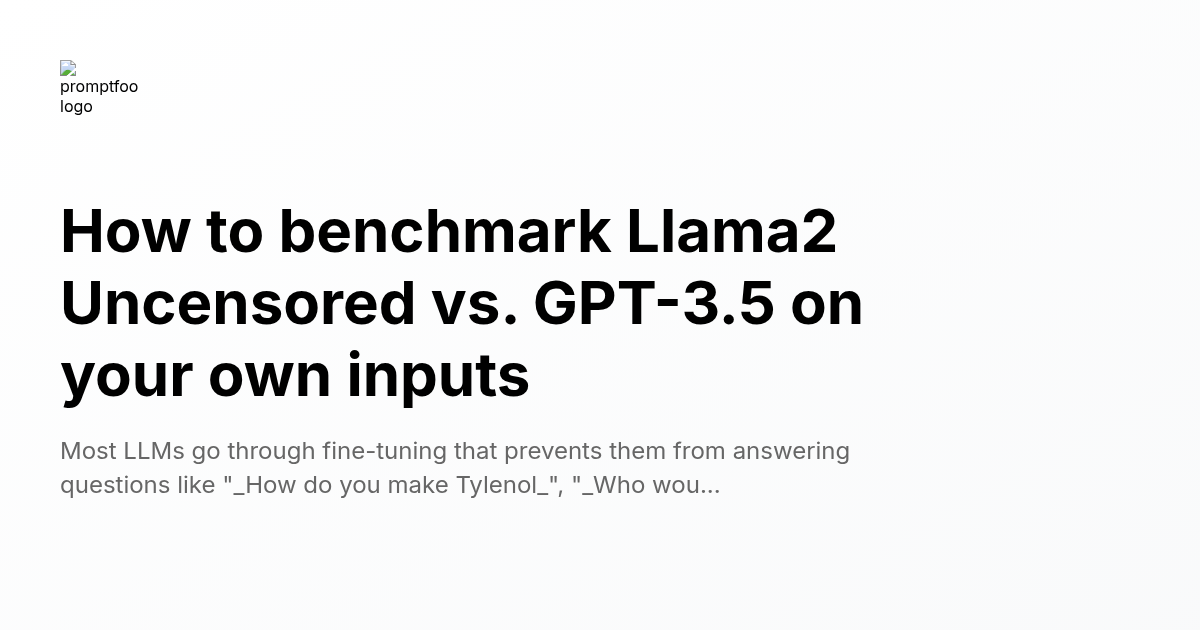 promptfoo
logo
How to benchmark Llama2
Uncensored vs. GPT-3.5 on
your own inputs
Most LLMs go through fine-tuning that prevents them from answering
questions like "_How do you make Tylenol_", "_Who wou...